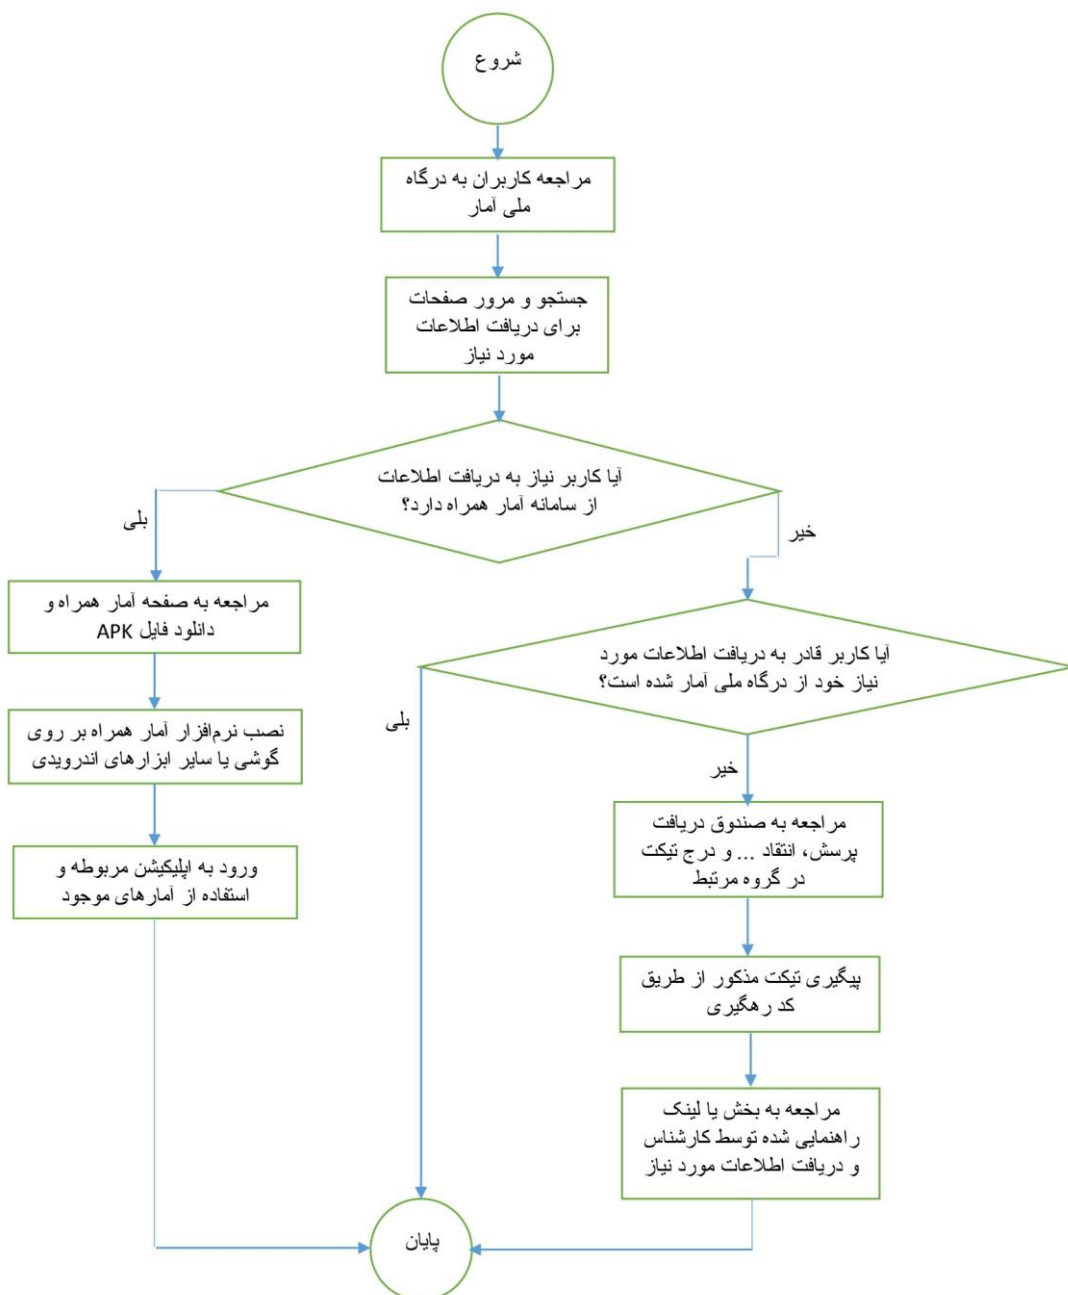 شروع
مراجعه کاربران به درگاه
ملی آمار
جستجو و مرور صفحات
برای دریافت اطلاعات
مورد نیاز
آیا کاربر نیاز به دریافت اطلاعات
از سامانه آمار همراه دارد؟
بلی
خیر
مراجعه به صفحه آمار همراه و
دانلود فایل APK
نصب نرم‌افزار آمار همراه بر روی
گوشی یا سایر ابزارهای اندرویدی
ورود به اپلیکیشن مربوطه و
استفاده از آمارهای موجود
آیا کاربر قادر به دریافت اطلاعات مورد
نیاز خود از درگاه ملی آمار شده است؟
بلی
خیر
مراجعه به صندوق دریافت
پرسش، انتقاد ... و درج تیکت
در گروه مرتبط
پیگیری تیکت مذکور از طریق
کد رهگیری
مراجعه به بخش یا لینک
راهنمایی شده توسط کارشناس
و دریافت اطلاعات مورد نیاز
پایان